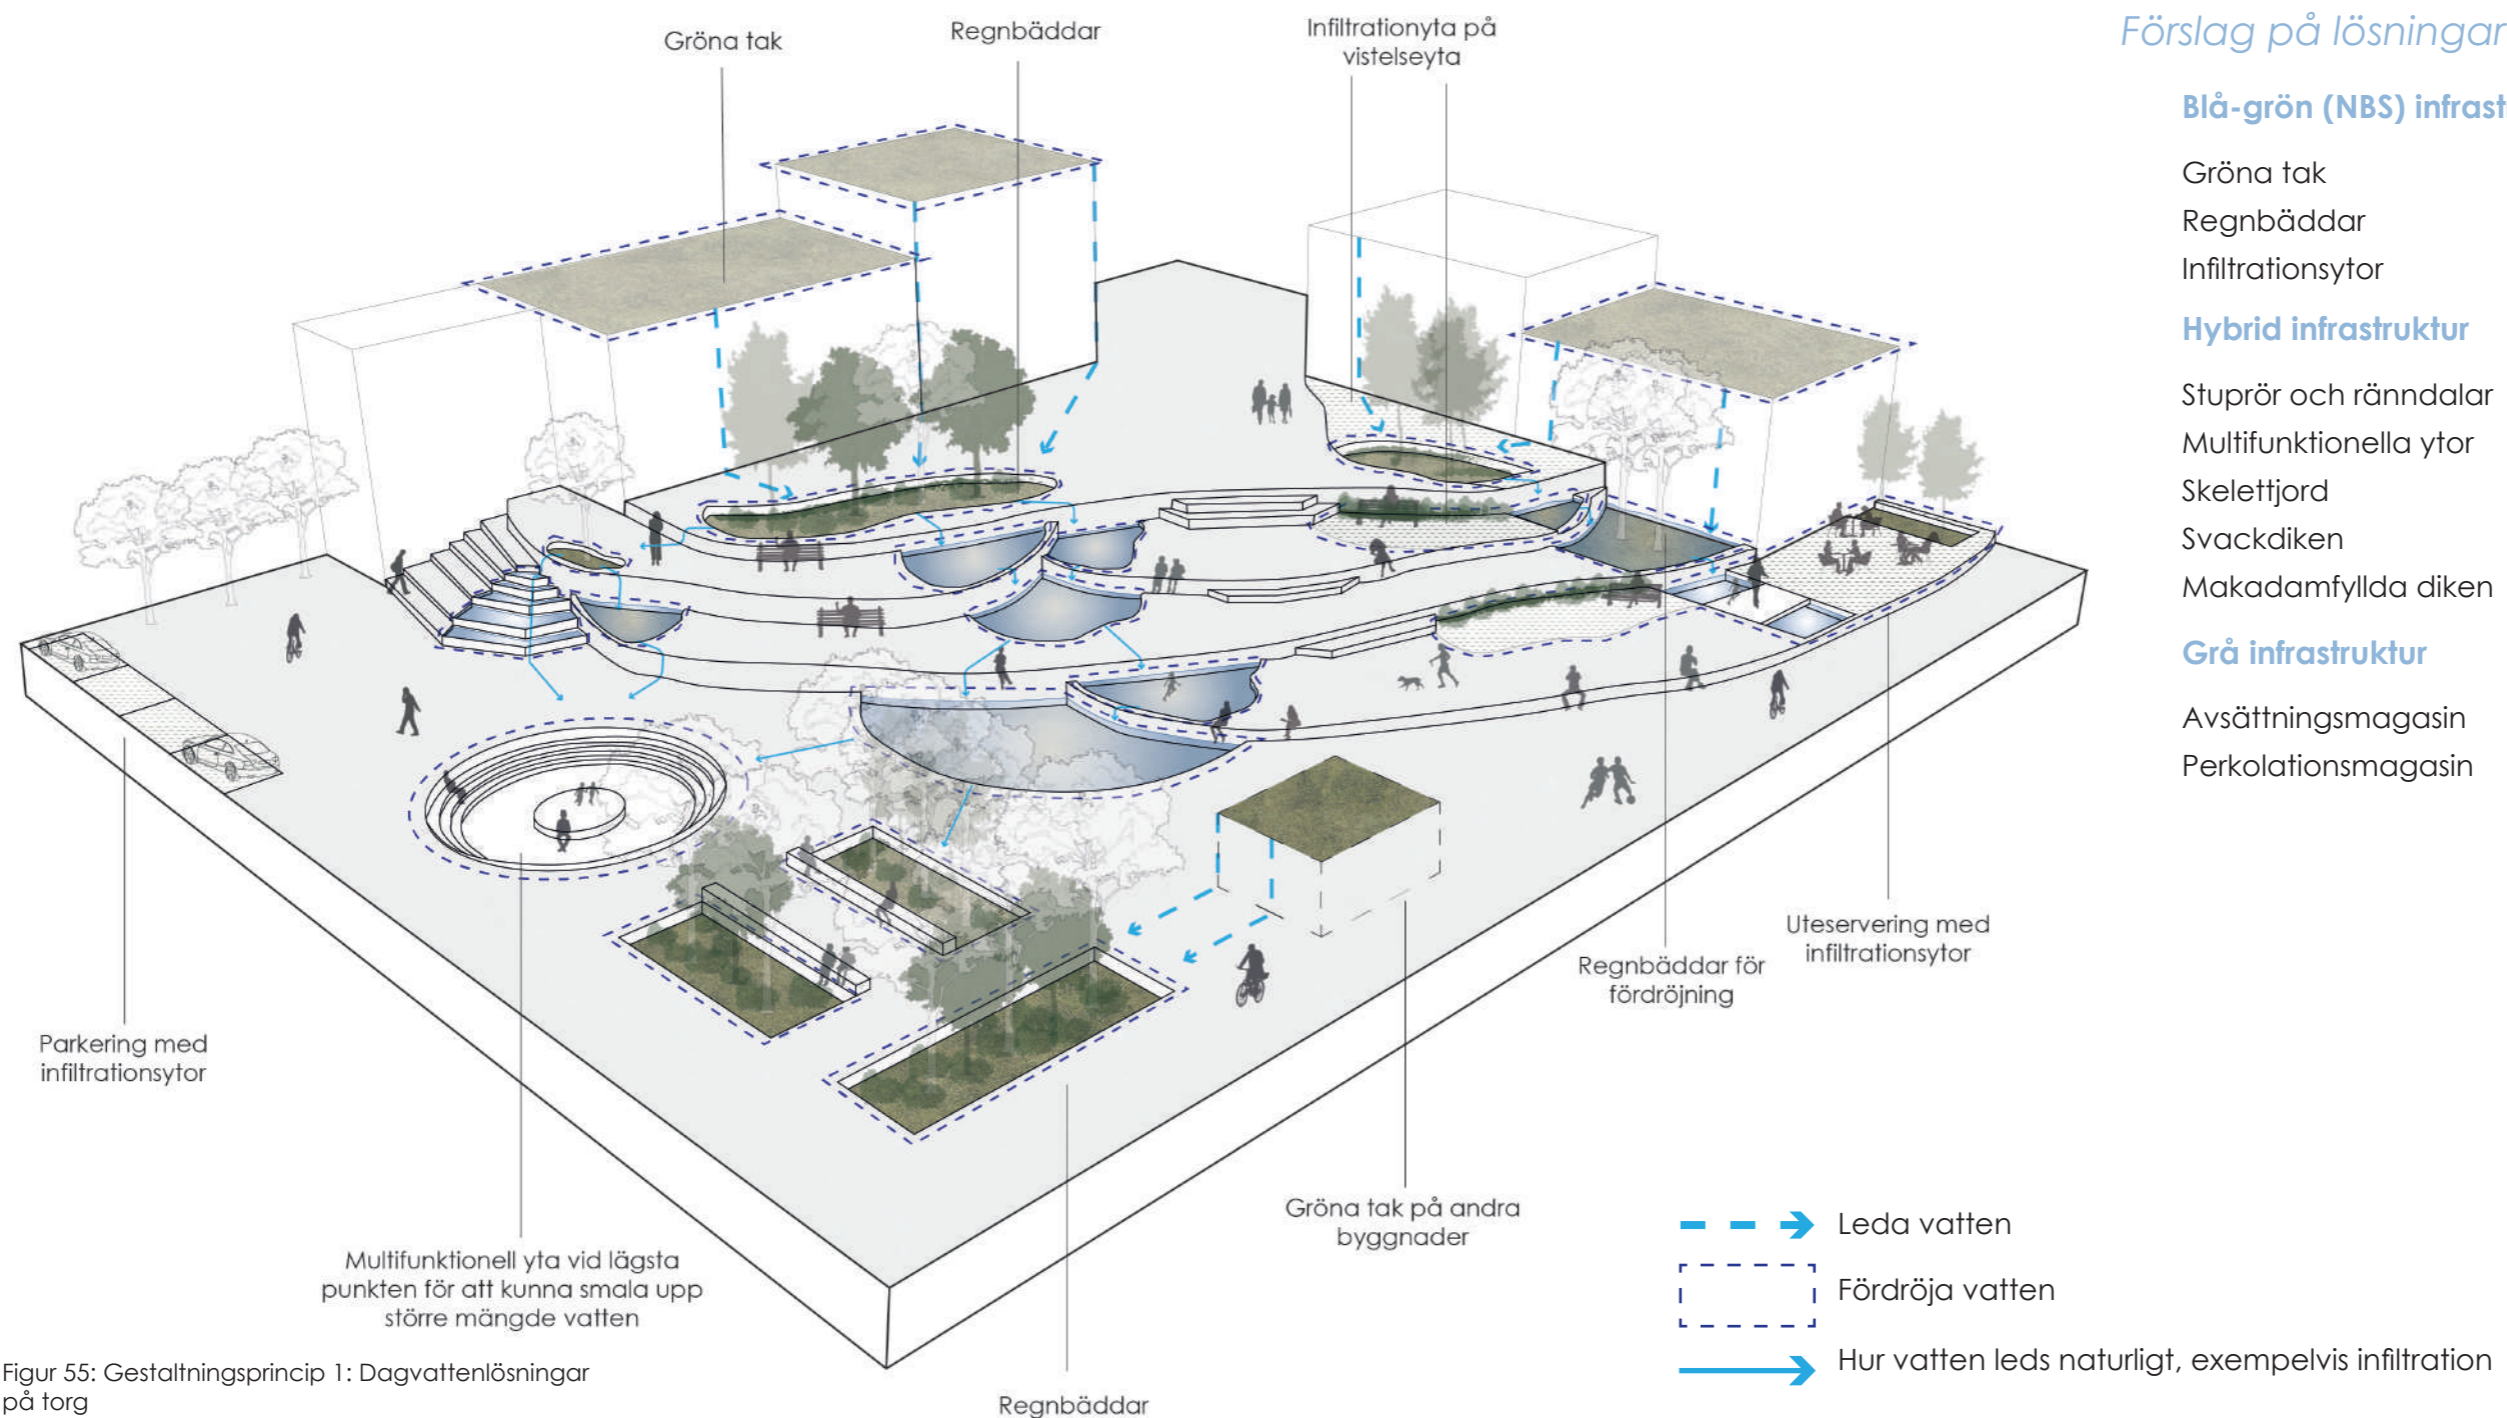 Gröna tak
Regnbäddar
Infiltrationyta på
vistelseyta
Förslag på lösningar
Blå-grön (NBS) infrast
Gröna tak
Regnbäddar
Infiltrationsytor
Hybrid infrastruktur
Stuprör och ränndalar
Multifunktionella ytor
Skelettjord
Svackdiken
Makadamfyllda diken
Grå infrastruktur
Avsättningsmagasin
Perkolationsmagasin
Parkering med
infiltrationsytor
Multifunktionell yta vid lägsta
punkten för att kunna smala upp
större mängde vatten
Regnbäddar
Gröna tak på andra
byggnader
Regnbäddar för
fördröjning
Uteservering med
infiltrationsytor
Leda vatten
Fördröja vatten
Hur vatten leds naturligt, exempelvis infiltration
Figur 55: Gestaltningsprincip 1: Dagvattenlösningar
på torg